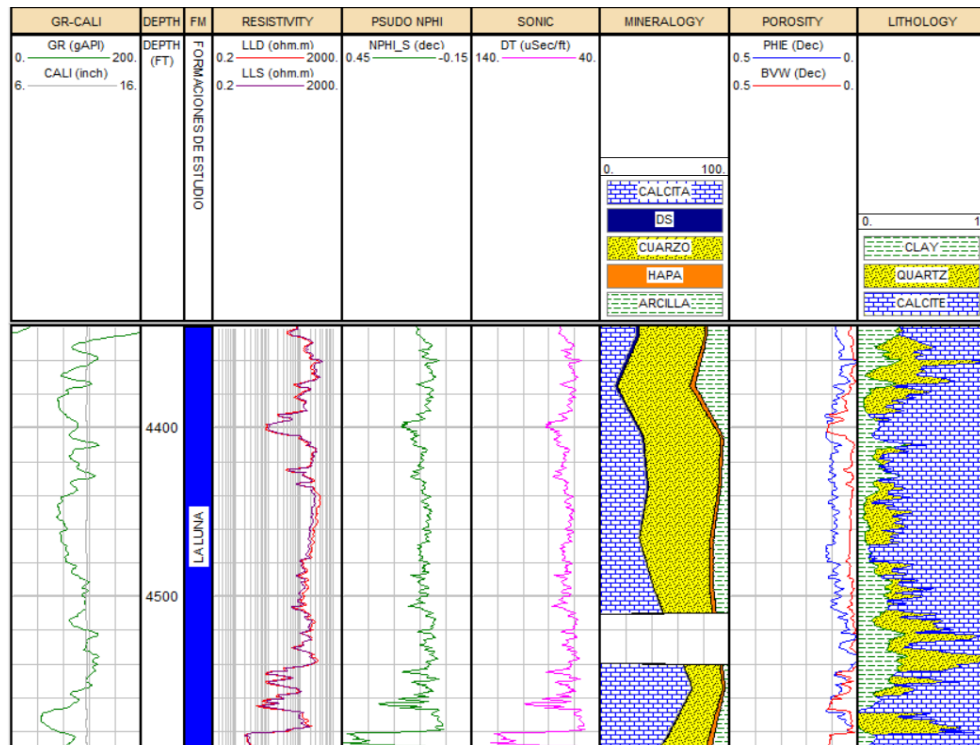 GR-CALI DEPTH FM RESISTIVITY PSUDO NPHI SONIC MINERALOGY POROSITY LITHOLOGY
GR (gAPI)
0. 200.
CALI (inch)
6. 16.
DEPTH
(FT)
FORMACIONES DE ESTUDIO
LLD (ohm.m)
0.2 2000.
LLS (ohm.m)
0.2 2000.
NPHI_S (dec)
0.45 -0.15
DT (uSec/ft)
140. 40.
0. 100.
CALCITA
DS
CUARZO
HAPA
ARCILLA
PHIE (Dec)
0.5 0.
BVW (Dec)
0.5 0.
0. 1
CLAY
QUARTZ
CALCITE
4400
LA LUNA
4500